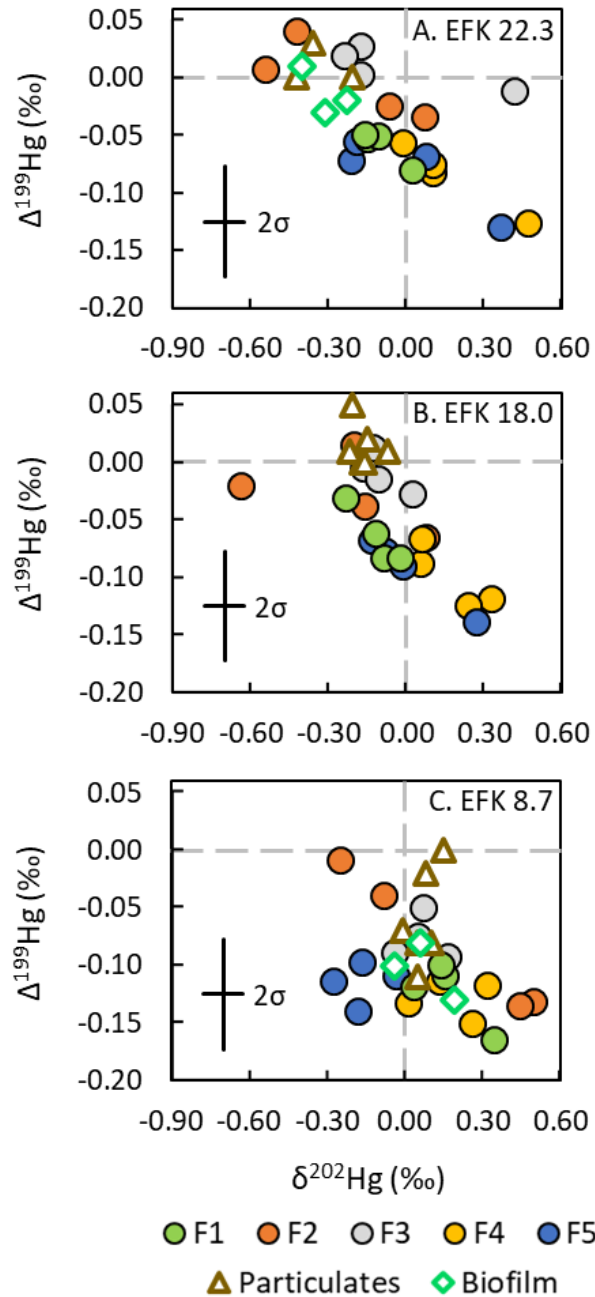 0.05
A. EFK 22.3
0.00
-0.05
-0.10
-0.15
-0.20
Δ¹⁹⁹Hg (‰)
2σ
-0.90 -0.60 -0.30 0.00 0.30 0.60
0.05
B. EFK 18.0
0.00
-0.05
-0.10
-0.15
-0.20
Δ¹⁹⁹Hg (‰)
2σ
-0.90 -0.60 -0.30 0.00 0.30 0.60
0.05
C. EFK 8.7
0.00
-0.05
-0.10
-0.15
-0.20
Δ¹⁹⁹Hg (‰)
2σ
-0.90 -0.60 -0.30 0.00 0.30 0.60
δ²⁰²Hg (‰)
F1 F2 F3 F4 F5
Particulates Biofilm